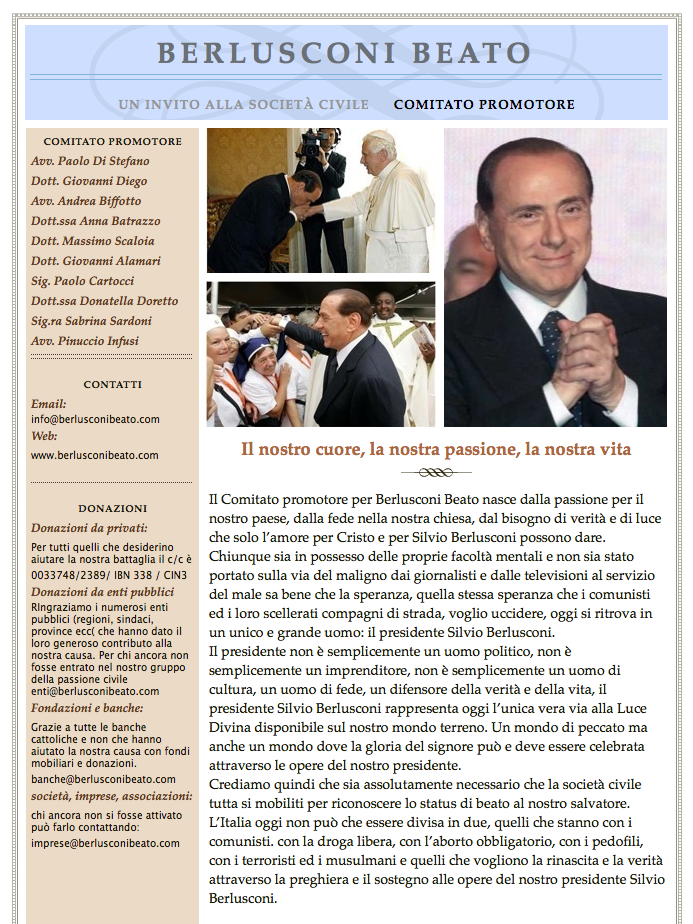 BERLUSCONI BEATO
UN INVITO ALLA SOCIETÀ CIVILE COMITATO PROMOTORE
COMITATO PROMOTORE
Avv. Paolo Di Stefano
Dott. Giovanni Diego
Avv. Andrea Biffotto
Dott.ssa Anna Batrazzo
Dott. Massimo Scaloia
Dott. Giovanni Alamari
Sig. Paolo Cartocci
Dott.ssa Donatella Doretto
Sig.ra Sabrina Sardoni
Avv. Pinuccio Infusi
CONTATTI
Email:
info@berlusconibeato.com
Web:
www.berlusconibeato.com
DONAZIONI
Donazioni da privati:
Per tutti quelli che desiderino
aiutare la nostra battaglia il c/c è
0033748/2389/ IBN 338 / CIN3
Donazioni da enti pubblici
RIngraziamo i numerosi enti
pubblici (regioni, sindaci,
province ecc( che hanno dato il
loro generoso contributo alla
nostra causa. Per chi ancora non
fosse entrato nel nostro gruppo
della passione civile
enti@berlusconibeato.com
Fondazioni e banche:
Grazie a tutte le banche
cattoliche e non che hanno
aiutato la nostra causa con fondi
mobiliari e donazioni.
banche@berlusconibeato.com
società, imprese, associazioni:
chi ancora non si fosse attivato
può farlo contattando:
imprese@berlusconibeato.com
Il nostro cuore, la nostra passione, la nostra vita
Il Comitato promotore per Berlusconi Beato nasce dalla passione per il
nostro paese, dalla fede nella nostra chiesa, dal bisogno di verità e di luce
che solo l'amore per Cristo e per Silvio Berlusconi possono dare.
Chiunque sia in possesso delle proprie facoltà mentali e non sia stato
portato sulla via del maligno dai giornalisti e dalle televisioni al servizio
del male sa bene che la speranza, quella stessa speranza che i comunisti
ed i loro scellerati compagni di strada, voglio uccidere, oggi si ritrova in
un unico e grande uomo: il presidente Silvio Berlusconi.
Il presidente non è semplicemente un uomo politico, non è
semplicemente un imprenditore, non è semplicemente un uomo di
cultura, un uomo di fede, un difensore della verità e della vita, il
presidente Silvio Berlusconi rappresenta oggi l'unica vera via alla Luce
Divina disponibile sul nostro mondo terreno. Un mondo di peccato ma
anche un mondo dove la gloria del signore può e deve essere celebrata
attraverso le opere del nostro presidente.
Crediamo quindi che sia assolutamente necessario che la società civile
tutta si mobiliti per riconoscere lo status di beato al nostro salvatore.
L'Italia oggi non può che essere divisa in due, quelli che stanno con i
comunisti. con la droga libera, con l'aborto obbligatorio, con i pedofili,
con i terroristi ed i musulmani e quelli che vogliono la rinascita e la verità
attraverso la preghiera e il sostegno alle opere del nostro presidente Silvio
Berlusconi.